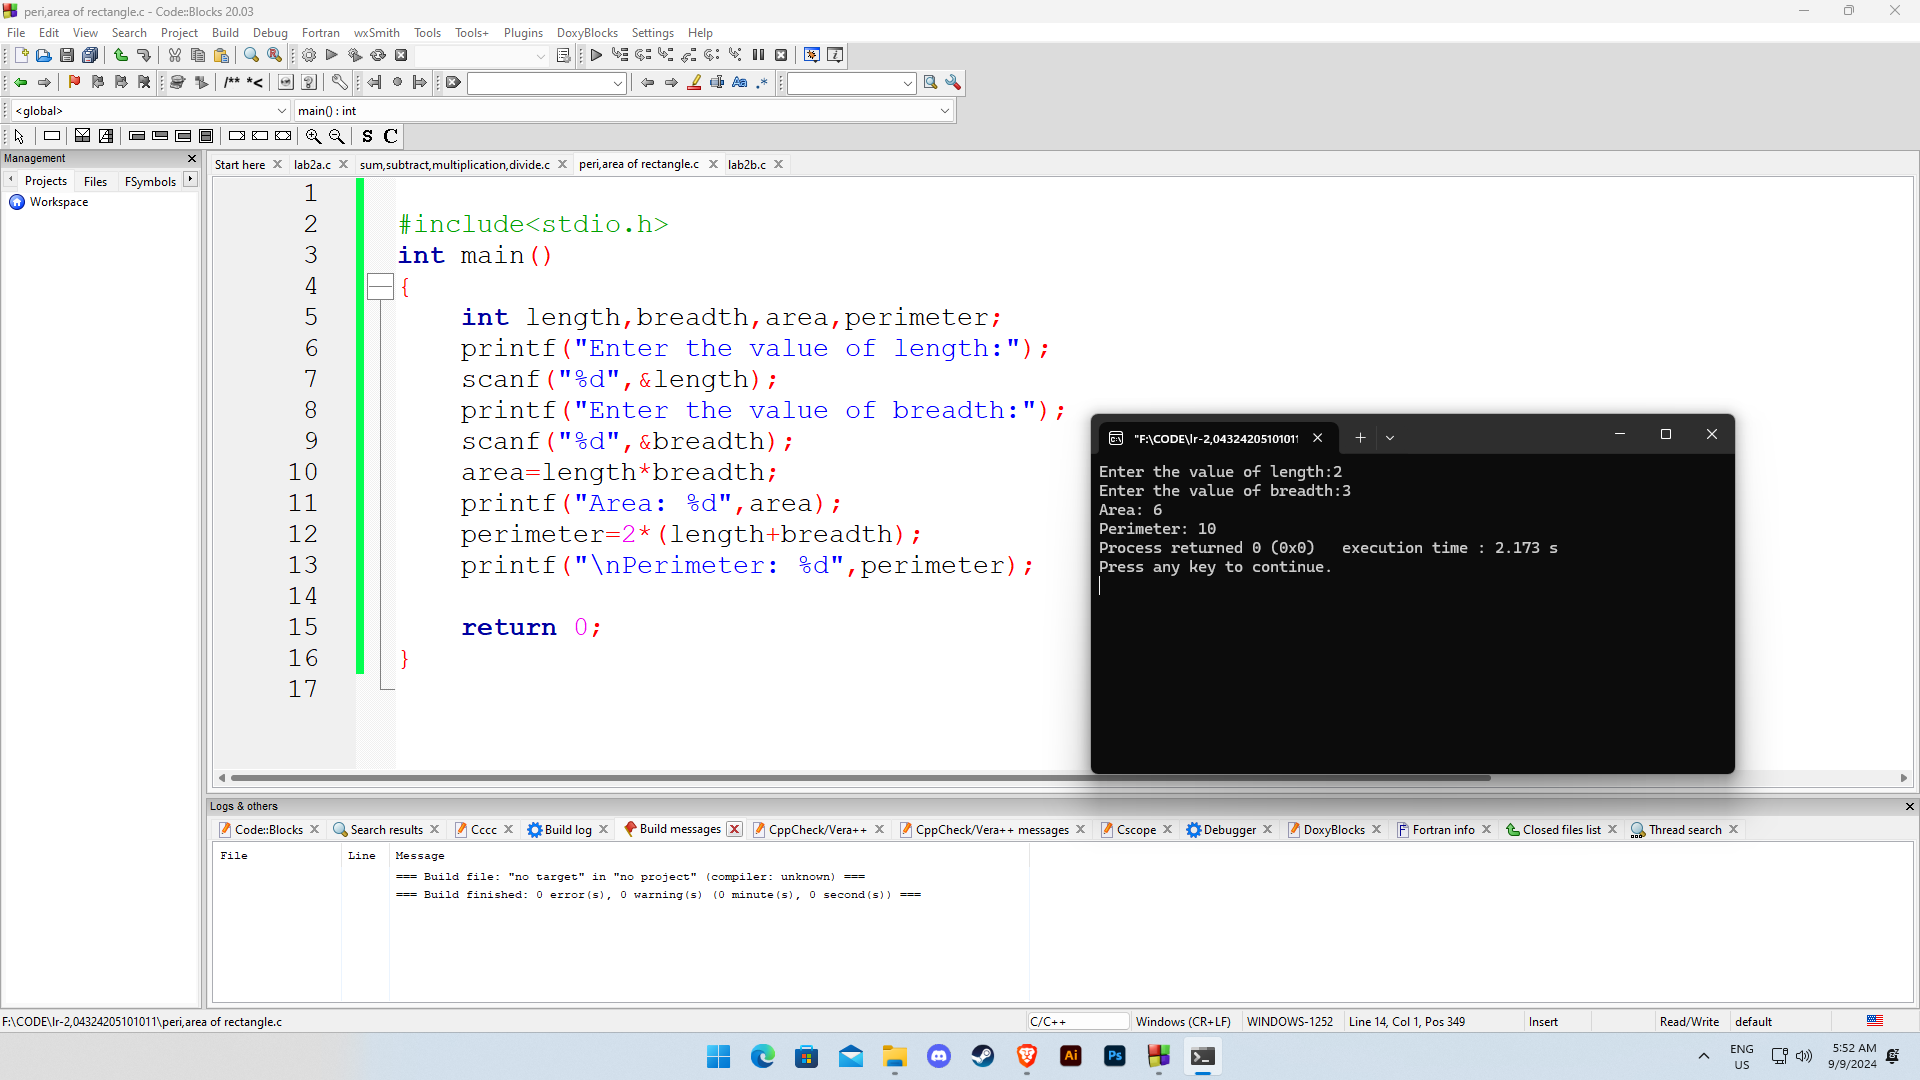 peri,area of rectangle.c - Code::Blocks 20.03
File Edit View Search Project Build Debug Fortran wxSmith Tools Tools+ Plugins DoxyBlocks Settings Help
/** *<
Aa .*
<global> main() : int
S C
Management
Projects Files FSymbols
Workspace
Start here lab2a.c sum,subtract,multiplication,divide.c peri,area of rectangle.c lab2b.c
1
2 #include<stdio.h>
3 int main()
4 {
5 int length,breadth,area,perimeter;
6 printf("Enter the value of length:");
7 scanf("%d",&length);
8 printf("Enter the value of breadth:");
9 scanf("%d",&breadth);
10 area=length*breadth;
11 printf("Area: %d",area);
12 perimeter=2*(length+breadth);
13 printf("\nPerimeter: %d",perimeter);
14
15 return 0;
16 }
17
"F:\CODE\lr-2,04324205101011
Enter the value of length:2
Enter the value of breadth:3
Area: 6
Perimeter: 10
Process returned 0 (0x0)   execution time : 2.173 s
Press any key to continue.
Logs & others
Code::Blocks Search results Cccc Build log Build messages CppCheck/Vera++ CppCheck/Vera++ messages Cscope Debugger DoxyBlocks Fortran info Closed files list Thread search
File Line Message
=== Build file: "no target" in "no project" (compiler: unknown) ===
=== Build finished: 0 error(s), 0 warning(s) (0 minute(s), 0 second(s)) ===
F:\CODE\lr-2,04324205101011\peri,area of rectangle.c C/C++ Windows (CR+LF) WINDOWS-1252 Line 14, Col 1, Pos 349 Insert Read/Write default
Ai Ps
ENG
US
5:52 AM
9/9/2024